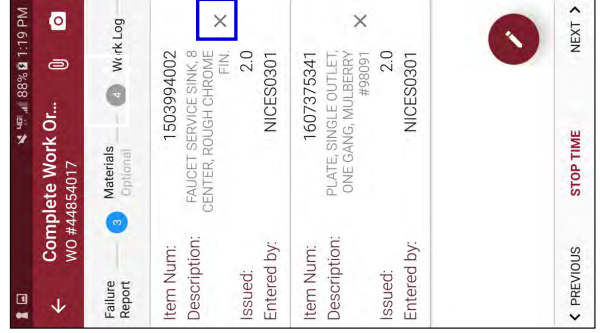 88% 1:19 PM
Complete Work Or...
WO #44854017
Failure
Report
3
Materials
Optional
4
Work Log
Item Num: 1503994002
Description: FAUCET SERVICE SINK, 8
CENTER, ROUGH CHROME
FIN.
Issued: 2.0
Entered by: NICES0301
Item Num: 1607375341
Description: PLATE, SINGLE OUTLET,
ONE GANG, MULBERRY
#98091
Issued: 2.0
Entered by: NICES0301
PREVIOUS
STOP TIME
NEXT